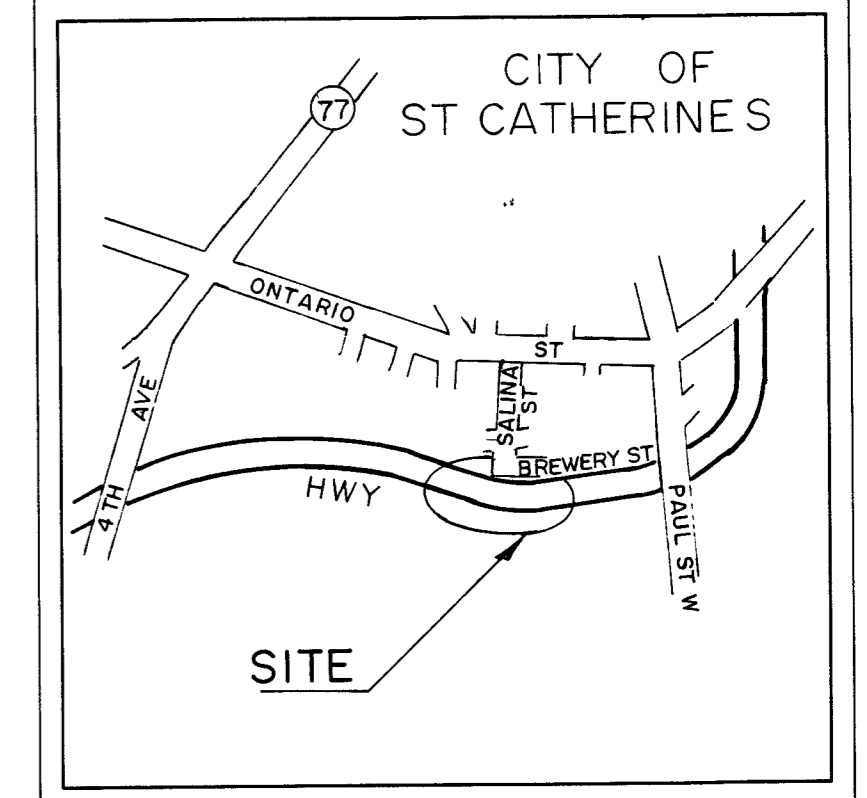 CITY OF
ST CATHERINES
77
ONTARIO
ST
SALINA
ST
AVE
BREWERY ST
HWY
4TH
PAUL ST W
SITE